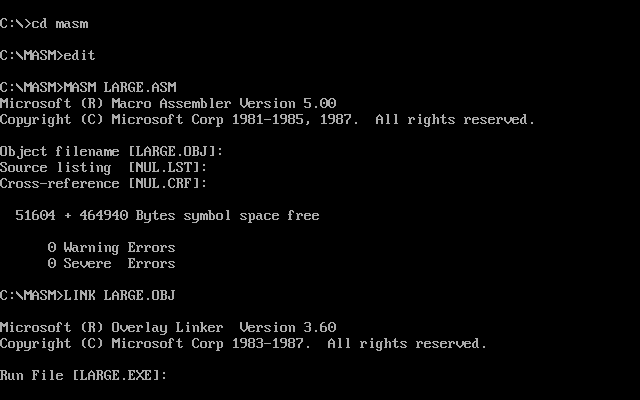 C:\>cd masm
C:\MASM>edit
C:\MASM>MASM LARGE.ASM
Microsoft (R) Macro Assembler Version 5.00
Copyright (C) Microsoft Corp 1981-1985, 1987.  All rights reserved.
Object filename [LARGE.OBJ]:
Source listing  [NUL.LST]:
Cross-reference [NUL.CRF]:
51604 + 464940 Bytes symbol space free
0 Warning Errors
0 Severe  Errors
C:\MASM>LINK LARGE.OBJ
Microsoft (R) Overlay Linker  Version 3.60
Copyright (C) Microsoft Corp 1983-1987.  All rights reserved.
Run File [LARGE.EXE]: